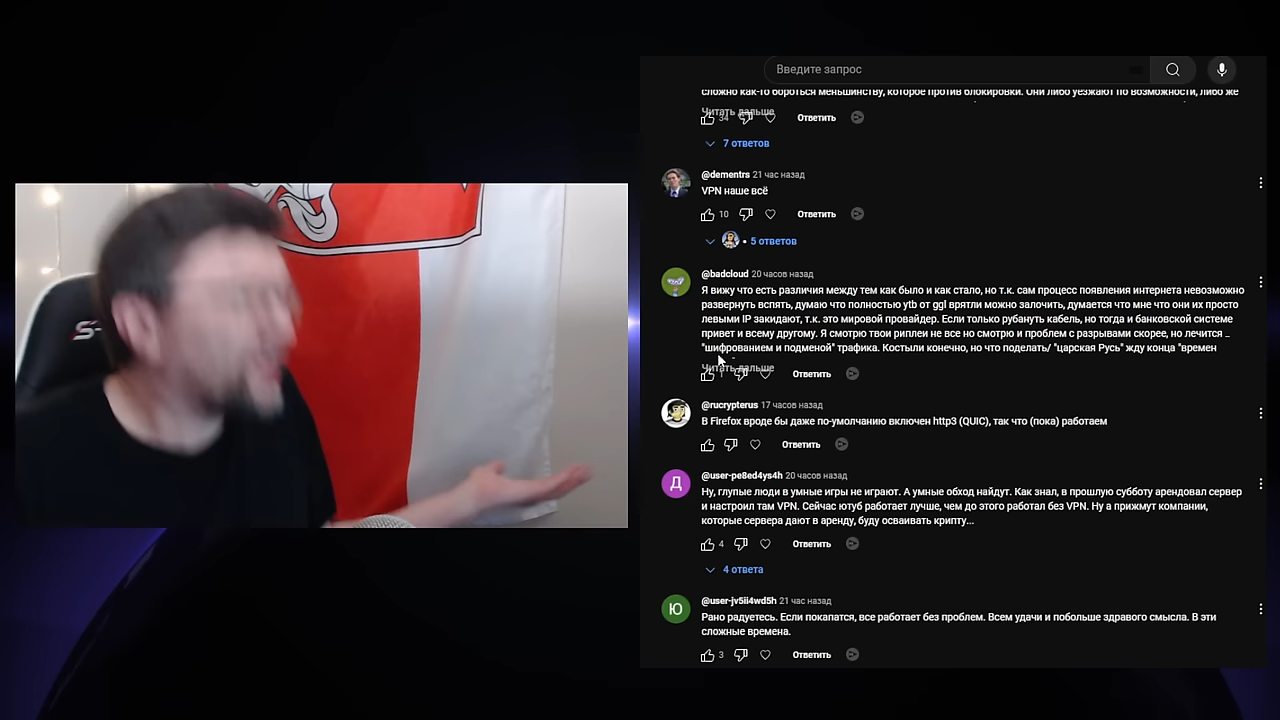 Введите запрос
сложно как-то бороться меньшинству, которое против блокировки. Они либо уезжают по возможности, либо же
Читать дальше
34 Ответить
7 ответов
@dementrs 21 час назад
VPN наше всё
10 Ответить
• 5 ответов
@badcloud 20 часов назад
Я вижу что есть различия между тем как было и как стало, но т.к. сам процесс появления интернета невозможно
развернуть вспять, думаю что полностью ytb от ggl врятли можно залочить, думается что мне что они их просто
левыми IP закидают, т.к. это мировой провайдер. Если только рубануть кабель, но тогда и банковской системе
привет и всему другому. Я смотрю твои риплеи не все но смотрю и проблем с разрывами скорее, но лечится _
"шифрованием и подменой" трафика. Костыли конечно, но что поделать/ "царская Русь" жду конца "времен
Читать дальше
1 Ответить
@rucrypterus 17 часов назад
В Firefox вроде бы даже по-умолчанию включен http3 (QUIC), так что (пока) работаем
Ответить
Д
@user-pe8ed4ys4h 20 часов назад
Ну, глупые люди в умные игры не играют. А умные обход найдут. Как знал, в прошлую субботу арендовал сервер
и настроил там VPN. Сейчас ютуб работает лучше, чем до этого работал без VPN. Ну а прижмут компании,
которые сервера дают в аренду, буду осваивать крипту...
4 Ответить
4 ответа
Ю
@user-jv5ii4wd5h 21 час назад
Рано радуетесь. Если покапатся, все работает без проблем. Всем удачи и побольше здравого смысла. В эти
сложные времена.
3 Ответить